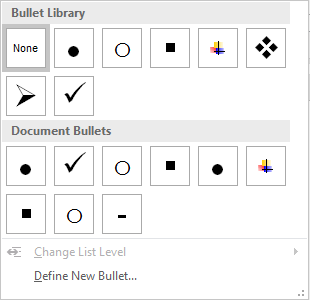 Bullet Library
None
Document Bullets
Change List Level
Define New Bullet...